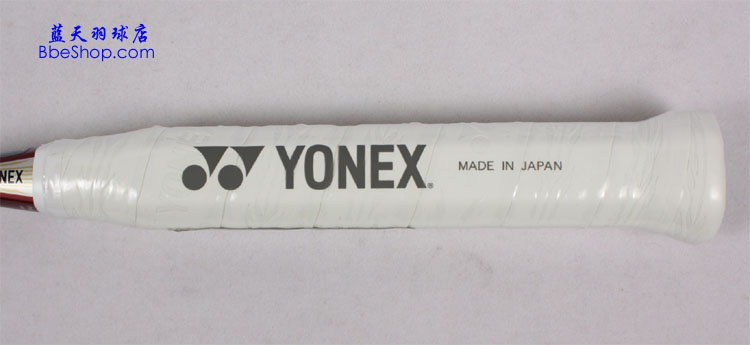 蓝天羽球店
BbeShop.com
YONEX®
MADE IN JAPAN
NEX